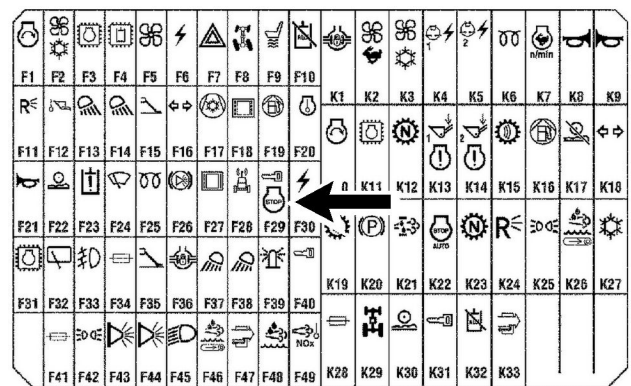 1 2 n/min
F1 F2 F3 F4 F5 F6 F7 F8 F9 F10 K1 K2 K3 K4 K5 K6 K7 K8 K9
R 1 2
F11 F12 F13 F14 F15 F16 F17 F18 F19 F20 0 K11 K12 K13 K14 K15 K16 K17 K18
STOP
F21 F22 F23 F24 F25 F26 F27 F28 F29 F30
STOP AUTO R
F31 F32 F33 F34 F35 F36 F37 F38 F39 F40 K19 K20 K21 K22 K23 K24 K25 K26 K27
NOx
F41 F42 F43 F44 F45 F46 F47 F48 F49 K28 K29 K30 K31 K32 K33